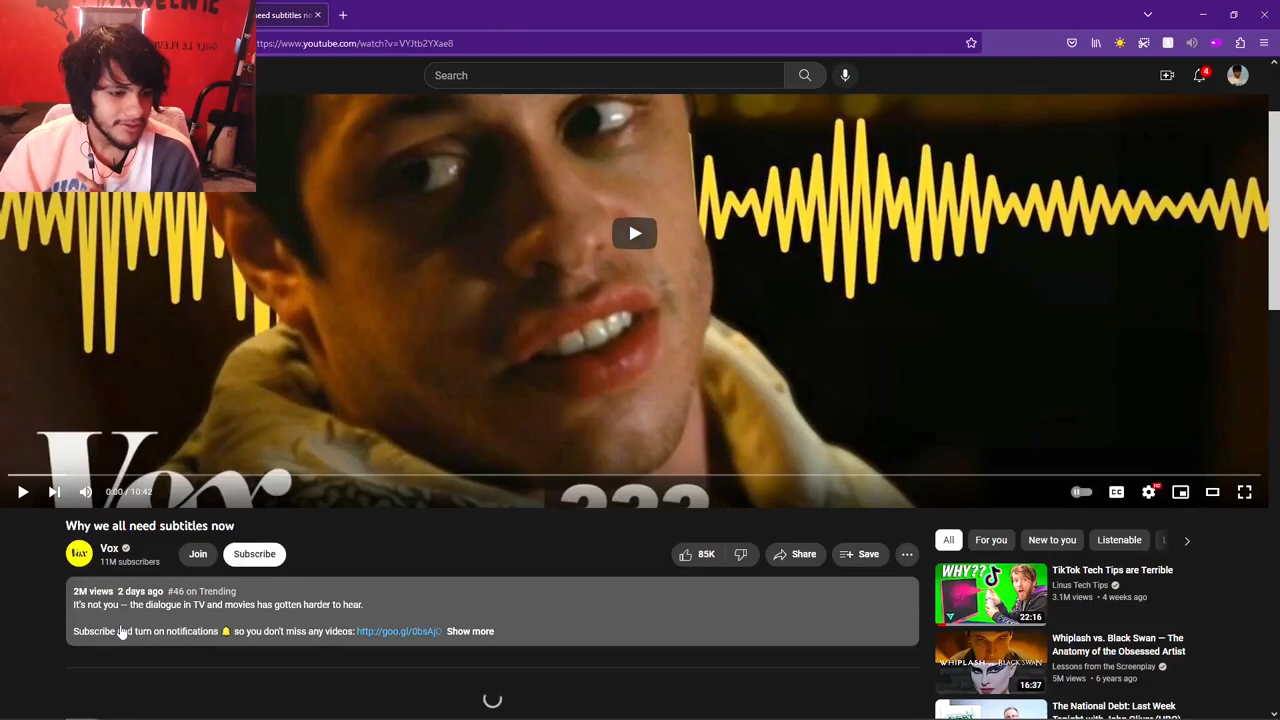 eed subtitles no
https://www.youtube.com/watch?v=VYJtb2YXae8
Search
4
Vox
???
0:00 / 10:42
CC
HD
Why we all need subtitles now
Vox
11M subscribers
Join
Subscribe
85K
Share
Save
2M views 2 days ago #46 on Trending
It's not you – the dialogue in TV and movies has gotten harder to hear.
Subscribe and turn on notifications 🔔 so you don't miss any videos: http://goo.gl/0bsAjO Show more
All
For you
New to you
Listenable
L
WHY??
22:16
TikTok Tech Tips are Terrible
Linus Tech Tips
3.1M views • 4 weeks ago
WHIPLASH vs. BLACK SWAN
16:37
Whiplash vs. Black Swan — The
Anatomy of the Obsessed Artist
Lessons from the Screenplay
5M views • 6 years ago
The National Debt: Last Week
Tonight with John Oliver (HBO)